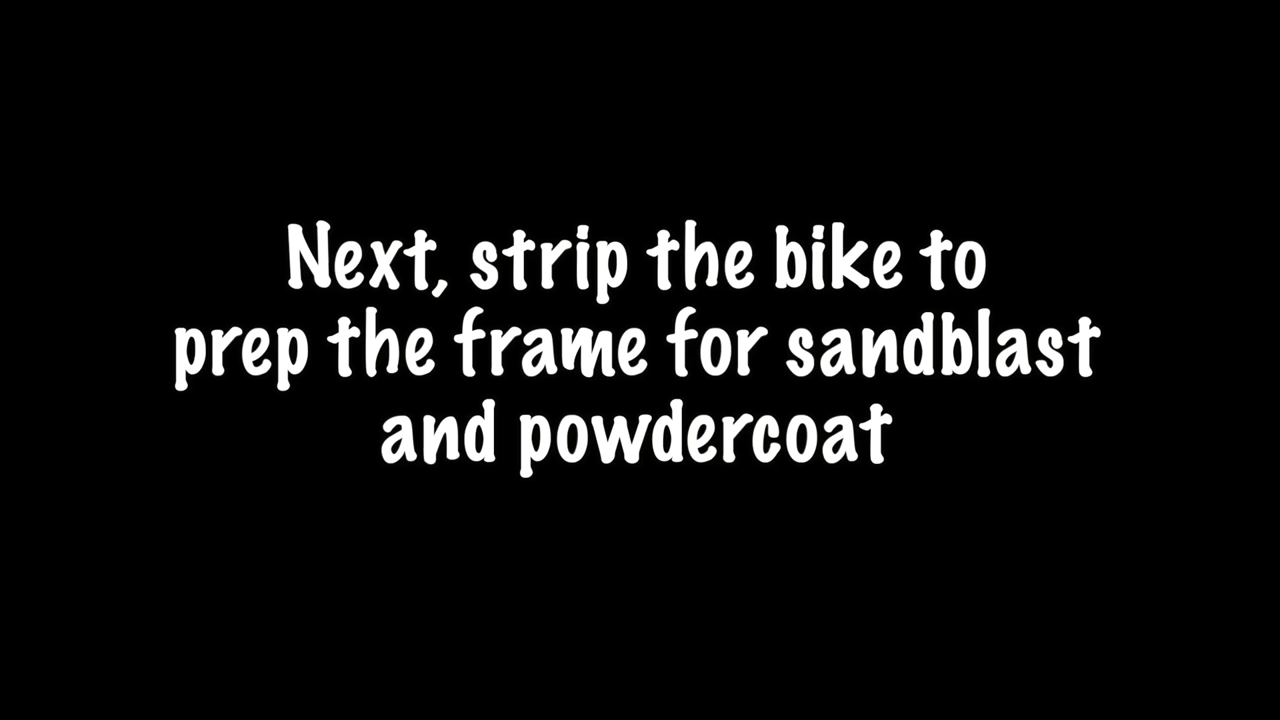 Next, strip the bike to
prep the frame for sandblast
and powdercoat